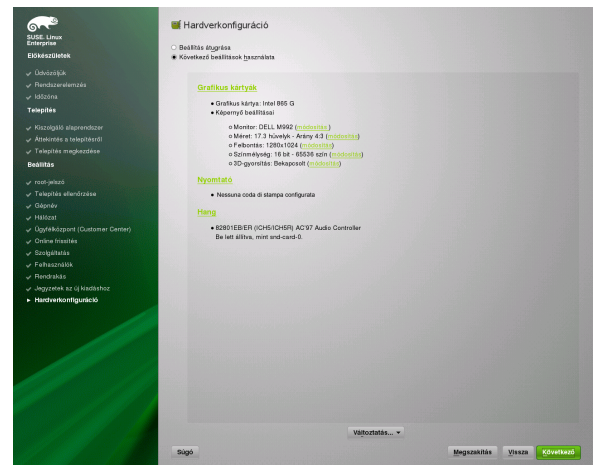 SUSE. Linux
Enterprise
Előkészületek
Üdvözöljük
Rendszerelemzés
Időzóna
Telepítés
Kiszolgáló alaprendszer
Áttekintés a telepítésről
Telepítés megkezdése
Beállítás
root-jelszó
Telepítés ellenőrzése
Gépnév
Hálózat
Ügyfélközpont (Customer Center)
Online frissítés
Szolgáltatás
Felhasználók
Rendrakás
Jegyzetek az új kiadáshoz
Hardverkonfiguráció
Hardverkonfiguráció
Beállítás átugrása
Következő beállítások használata
Grafikus kártyák
Grafikus kártya: Intel 865 G
Képernyő beállításai
Monitor: DELL M992 (módosítás)
Méret: 17.3 hüvelyk - Arány 4:3 (módosítás)
Felbontás: 1280x1024 (módosítás)
Színmélység: 16 bit - 65536 szín (módosítás)
3D-gyorsítás: Bekapcsolt (módosítás)
Nyomtató
Nessuna coda di stampa configurata
Hang
82801EB/ER (ICH5/ICH5R) AC'97 Audio Controller
Be lett állítva, mint snd-card-0.
Változtatás...
Súgó
Megszakítás
Vissza
Következő